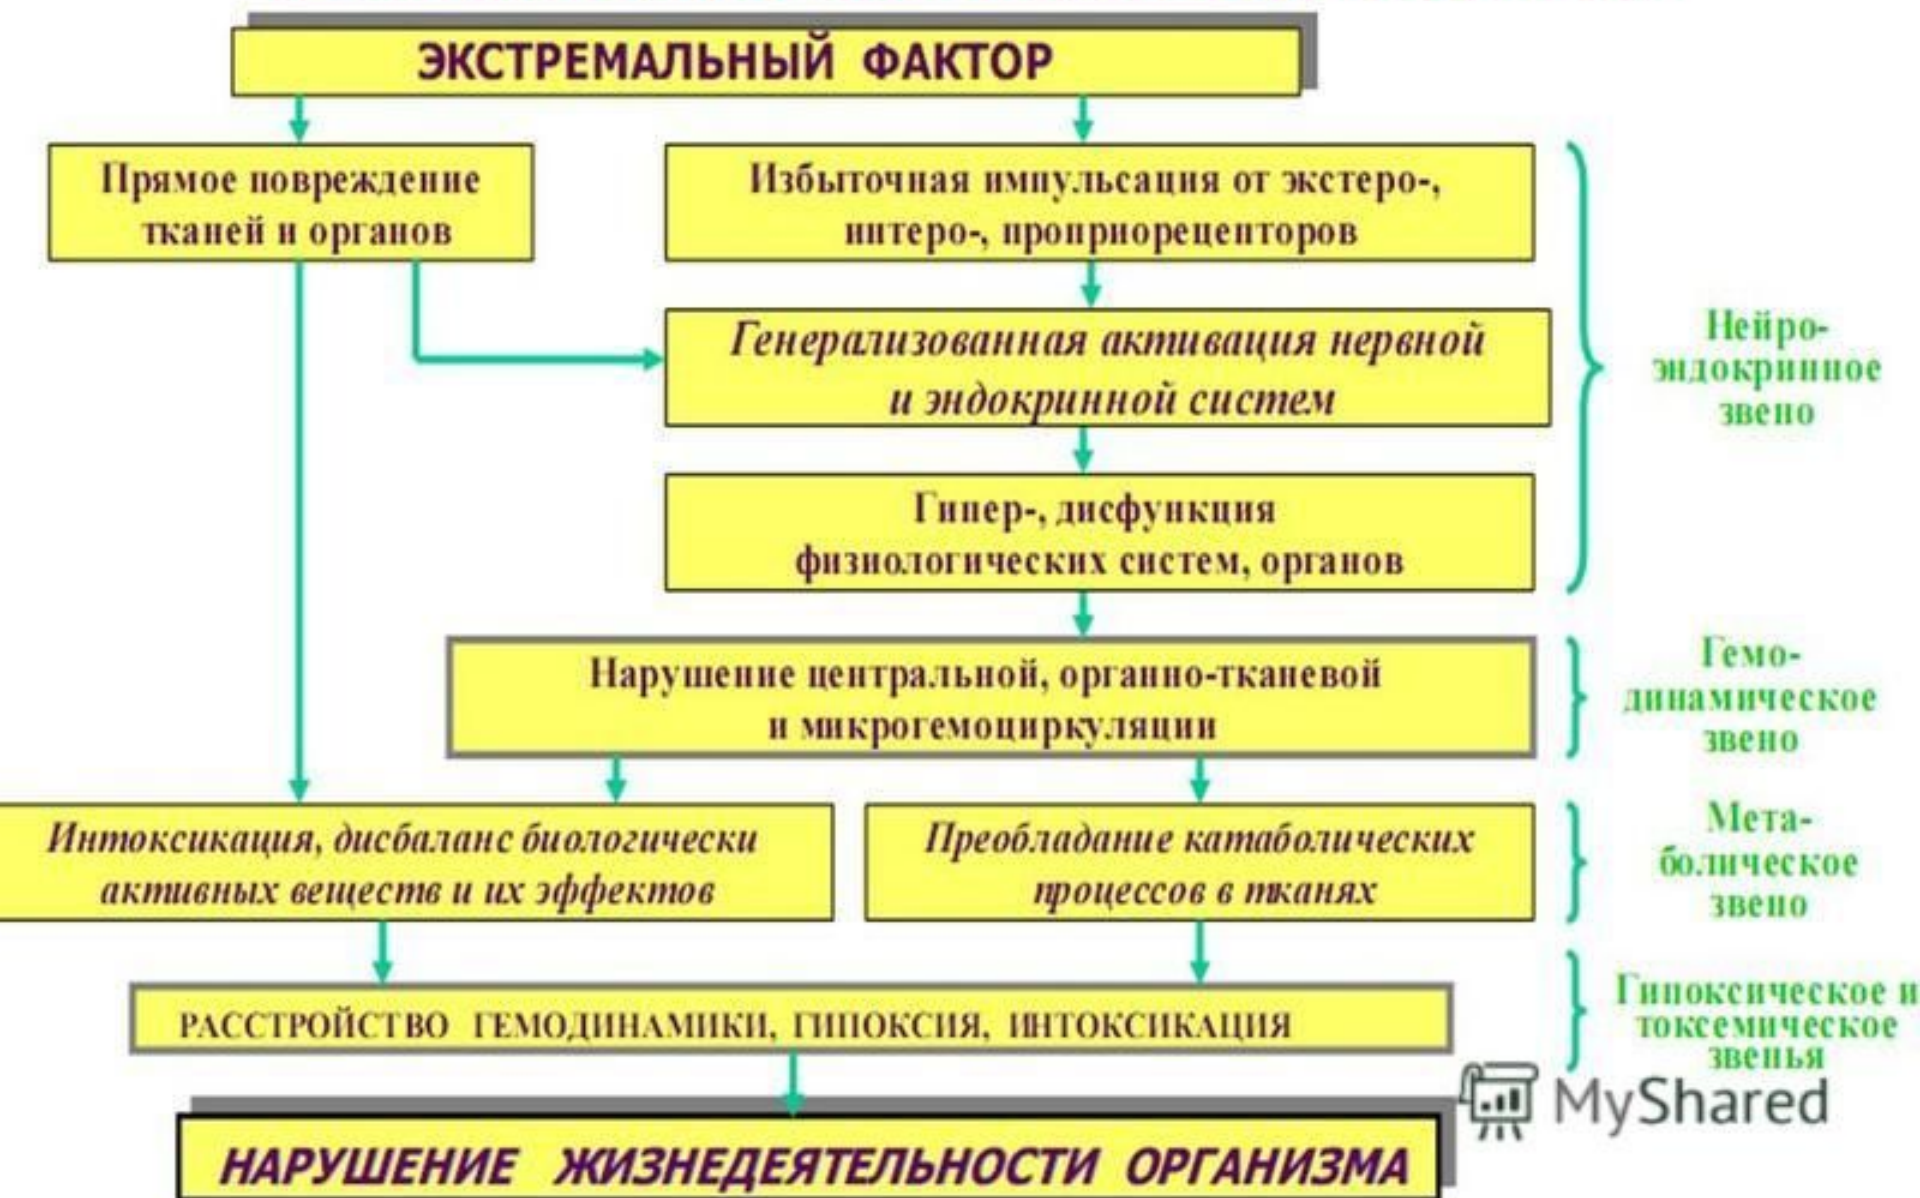 ЭКСТРЕМАЛЬНЫЙ ФАКТОР
Прямое повреждение
тканей и органов
Избыточная импульсация от экстеро-,
интеро-, проприорецепторов
Генерализованная активация нервной
и эндокринной систем
Гипер-, дисфункция
физиологических систем, органов
Нейро-
эндокринное
звено
Нарушение центральной, органно-тканевой
и микрогемоциркуляции
Гемо-
динамическое
звено
Интоксикация, дисбаланс биологически
активных веществ и их эффектов
Преобладание катаболических
процессов в тканях
Мета-
болическое
звено
РАССТРОЙСТВО ГЕМОДИНАМИКИ, ГИПОКСИЯ, ИНТОКСИКАЦИЯ
Гипоксическое и
токсемическое
звенья
MyShared
НАРУШЕНИЕ ЖИЗНЕДЕЯТЕЛЬНОСТИ ОРГАНИЗМА